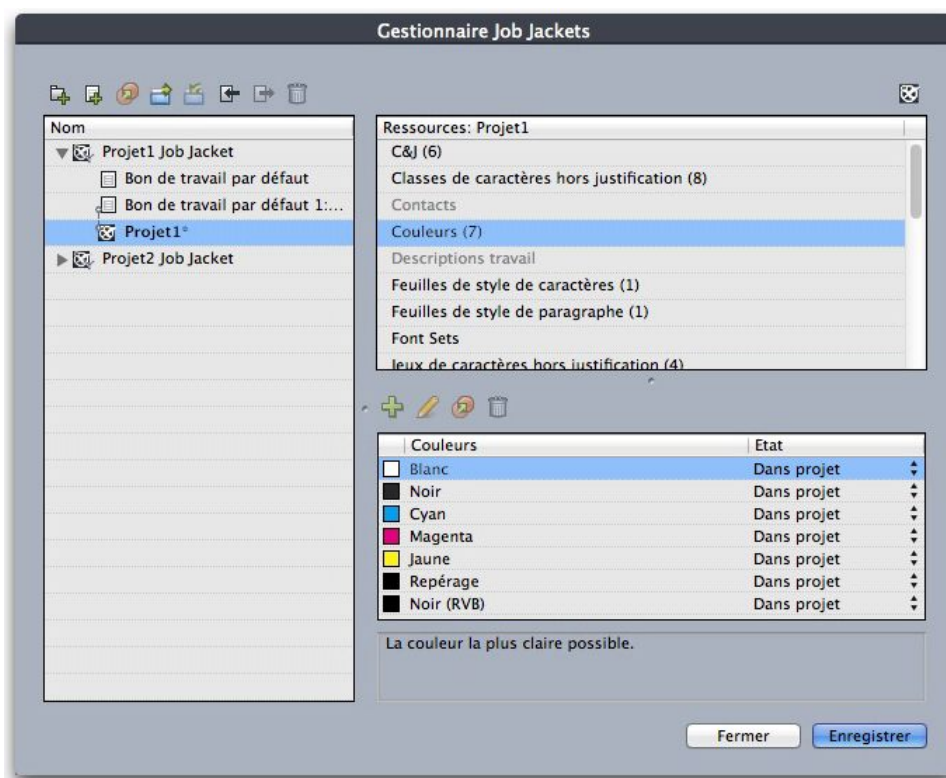 Gestionnaire Job Jackets
Nom
Projet1 Job Jacket
Bon de travail par défaut
Bon de travail par défaut 1:...
Projet1*
Projet2 Job Jacket
Ressources: Projet1
C&J (6)
Classes de caractères hors justification (8)
Contacts
Couleurs (7)
Descriptions travail
Feuilles de style de caractères (1)
Feuilles de style de paragraphe (1)
Font Sets
Jeux de caractères hors justification (4)
Couleurs Etat
Blanc Dans projet
Noir Dans projet
Cyan Dans projet
Magenta Dans projet
Jaune Dans projet
Repérage Dans projet
Noir (RVB) Dans projet
La couleur la plus claire possible.
Fermer Enregistrer